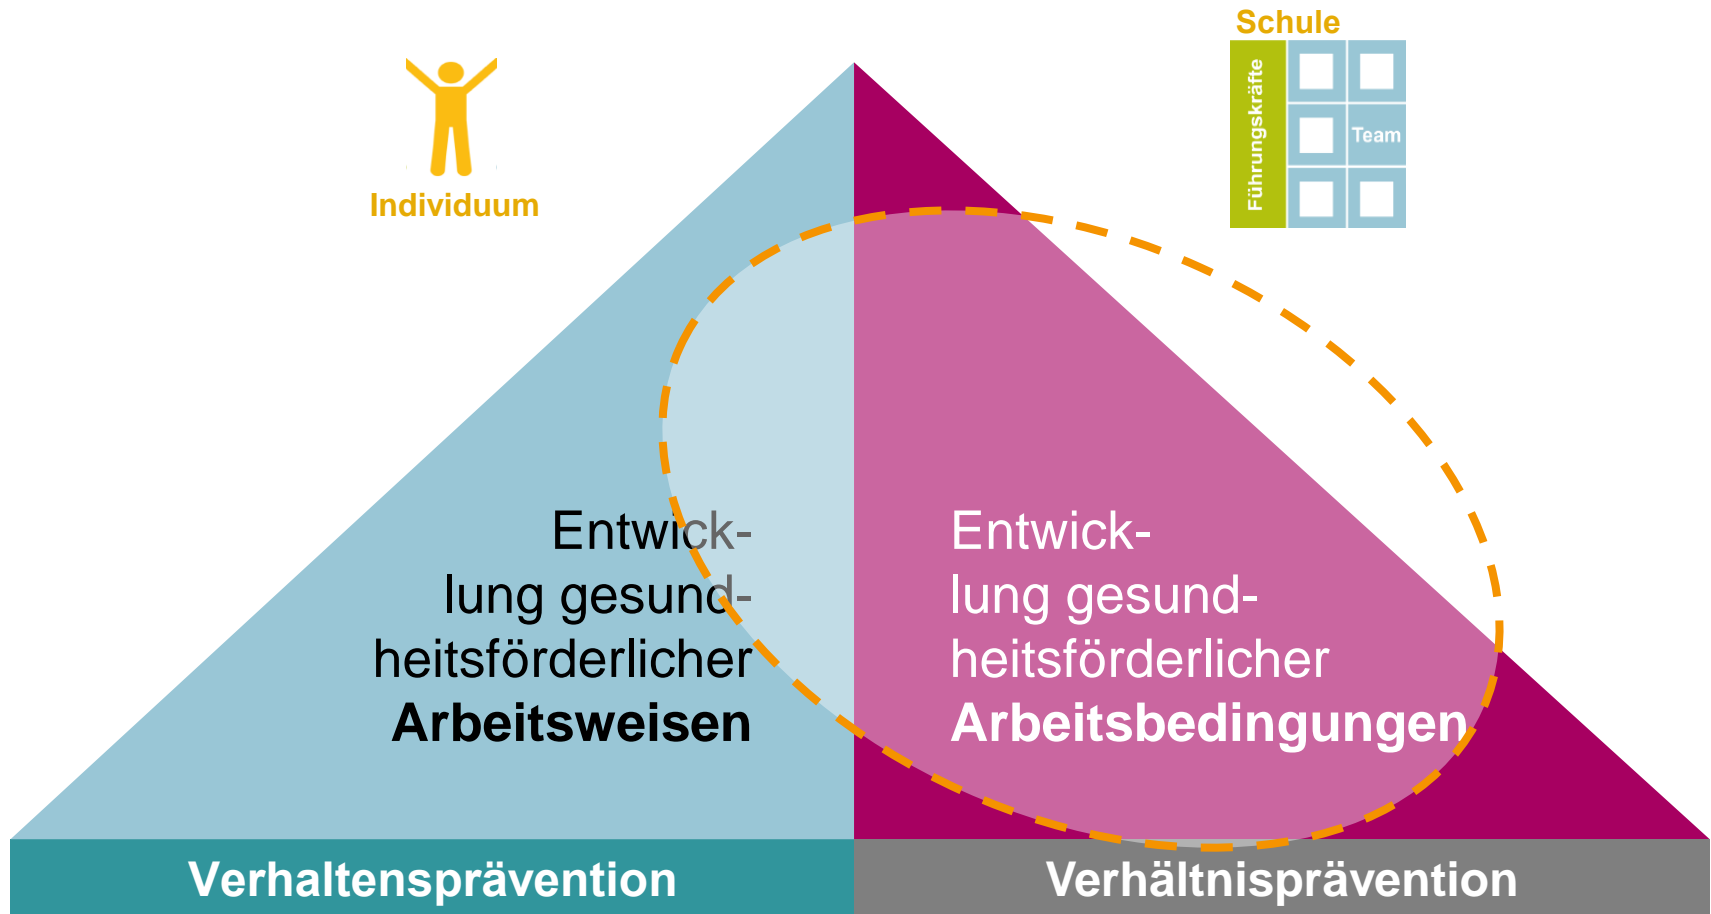 Schule
Führungskräfte
Team
Individuum
Entwick-
lung gesund-
heitsförderlicher
Arbeitsweisen
Entwick-
lung gesund-
heitsförderlicher
Arbeitsbedingungen
Verhaltensprävention
Verhältnisprävention